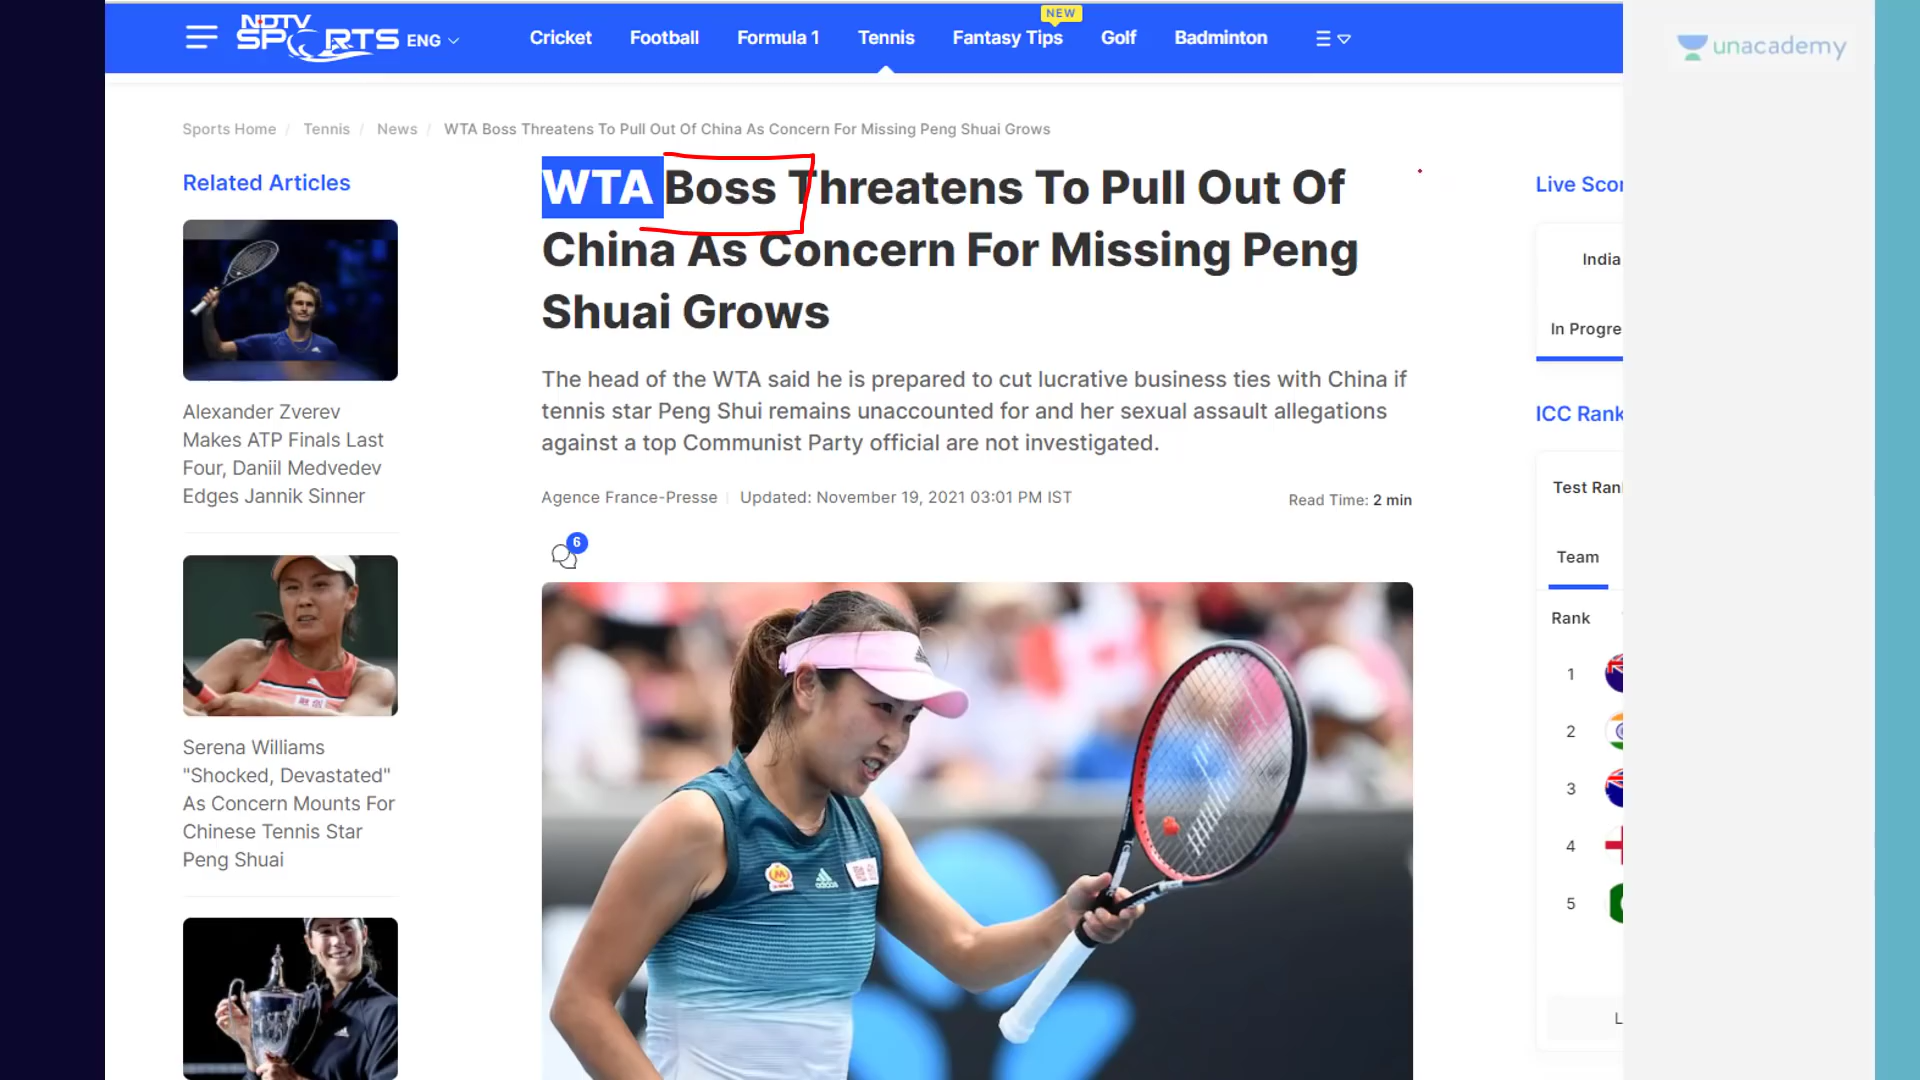 NDTV
SPORTS
ENG
Cricket
Football
Formula 1
Tennis
NEW
Fantasy Tips
Golf
Badminton
unacademy
Sports Home / Tennis / News / WTA Boss Threatens To Pull Out Of China As Concern For Missing Peng Shuai Grows
Related Articles
Alexander Zverev
Makes ATP Finals Last
Four, Daniil Medvedev
Edges Jannik Sinner
Serena Williams
"Shocked, Devastated"
As Concern Mounts For
Chinese Tennis Star
Peng Shuai
WTA Boss Threatens To Pull Out Of
China As Concern For Missing Peng
Shuai Grows
The head of the WTA said he is prepared to cut lucrative business ties with China if
tennis star Peng Shui remains unaccounted for and her sexual assault allegations
against a top Communist Party official are not investigated.
Agence France-Presse | Updated: November 19, 2021 03:01 PM IST
Read Time: 2 min
6
adidas
Live Scor
India
In Progre
ICC Rank
Test Ran
Team
Rank
1
2
3
4
5
L